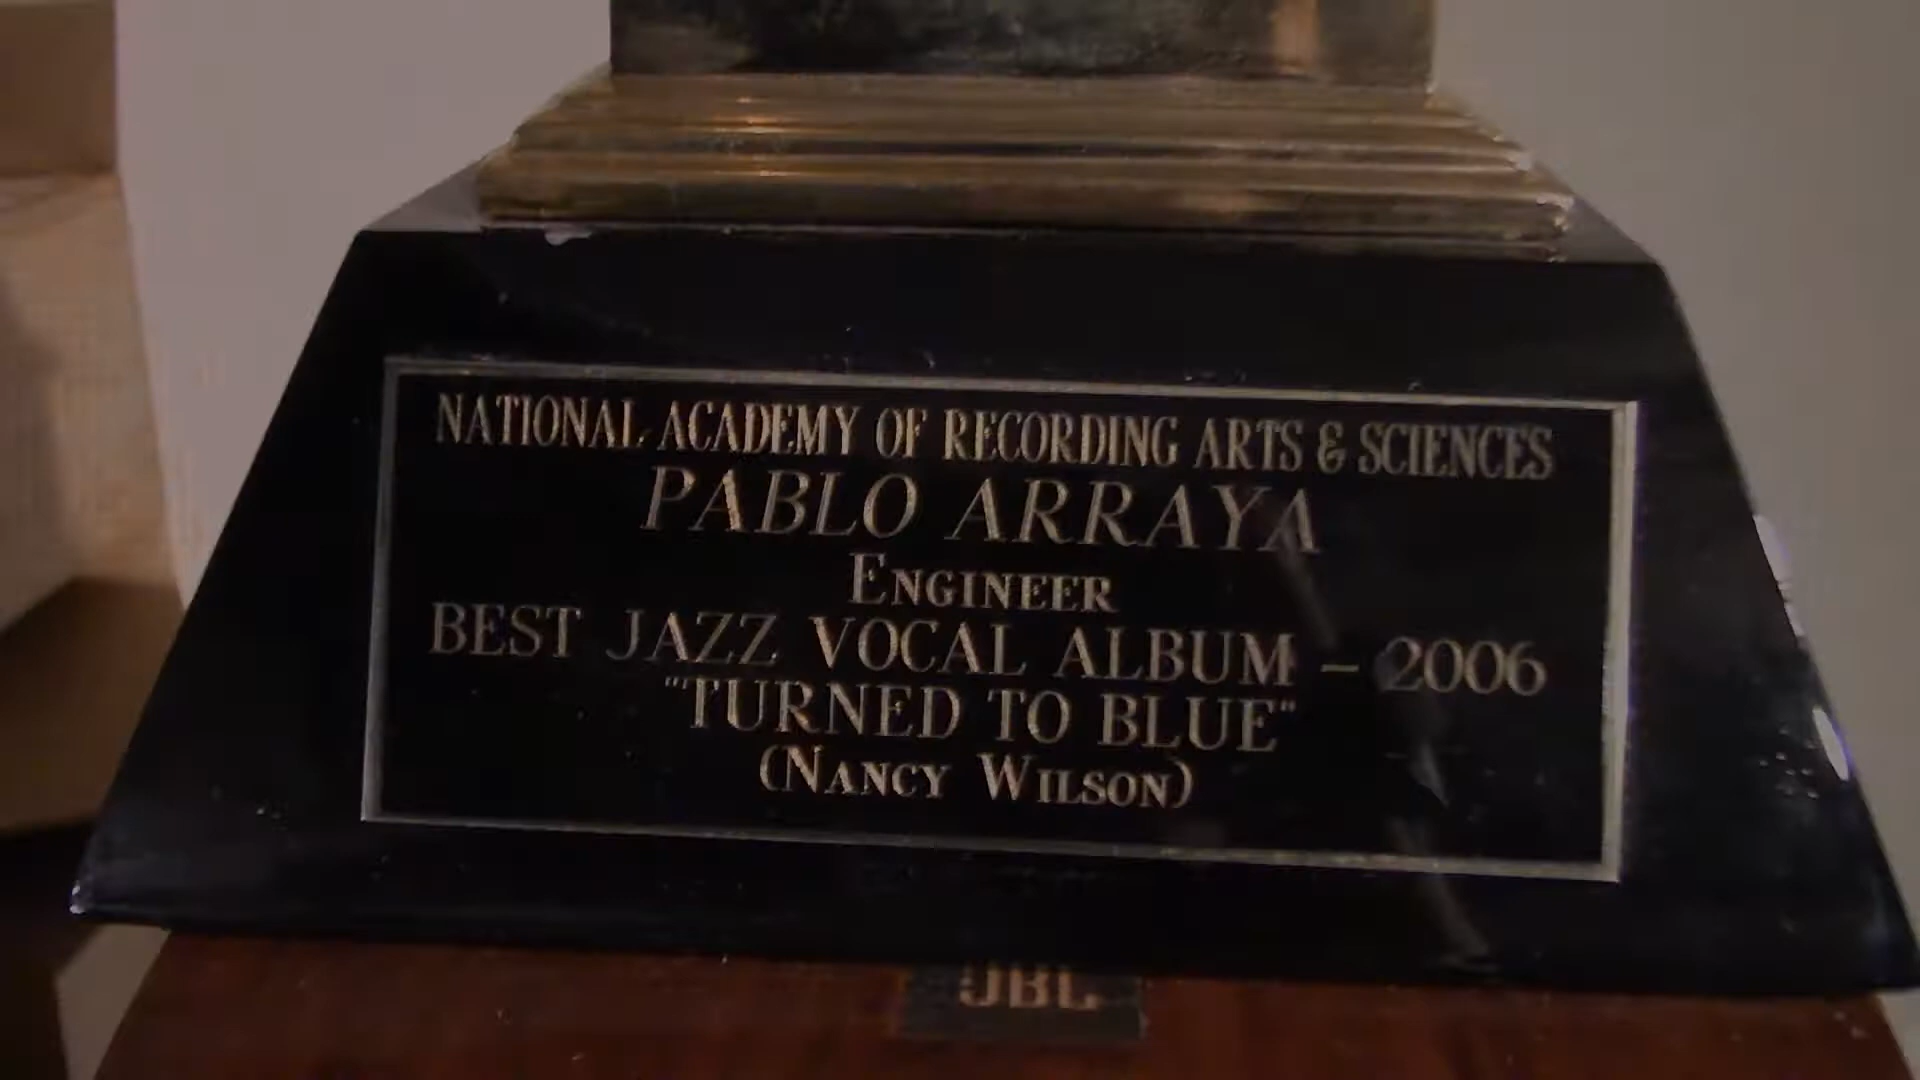 NATIONAL ACADEMY OF RECORDING ARTS & SCIENCES
PABLO ARRAYA
ENGINEER
BEST JAZZ VOCAL ALBUM – 2006
"TURNED TO BLUE"
(NANCY WILSON)
JBL